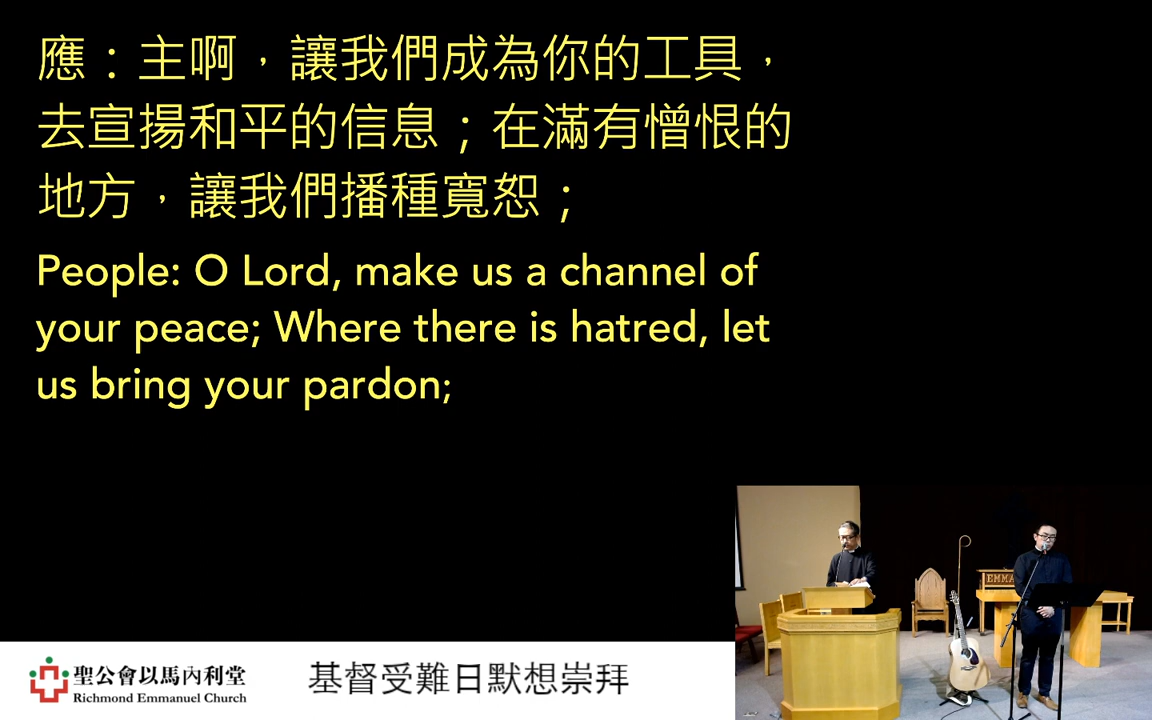 應：主啊，讓我們成為你的工具，
去宣揚和平的信息；在滿有憎恨的
地方，讓我們播種寬恕；
People: O Lord, make us a channel of
your peace; Where there is hatred, let
us bring your pardon;
EMMA
聖公會以馬內利堂
Richmond Emmanuel Church
基督受難日默想崇拜